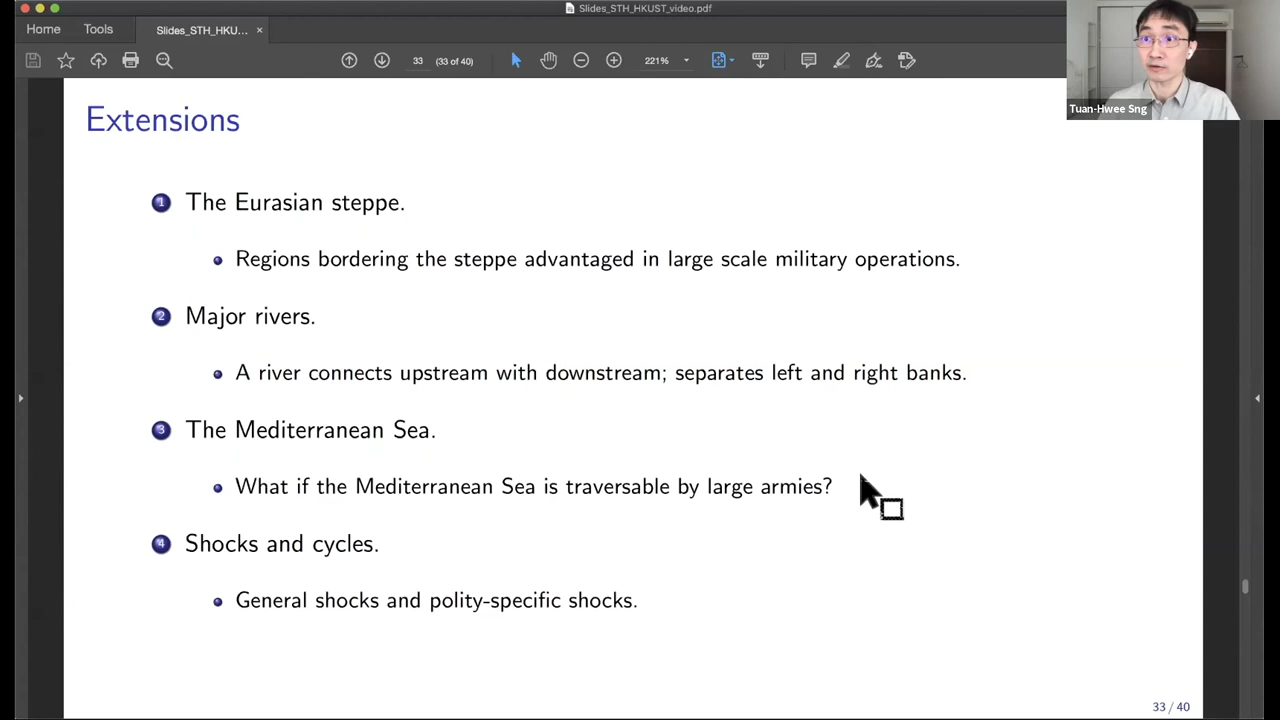 Slides_STH_HKUST_video.pdf
Home Tools Slides_STH_HKU... ×
33 (33 of 40) 221%
Tuan-Hwee Sng
Extensions
1 The Eurasian steppe.
Regions bordering the steppe advantaged in large scale military operations.
2 Major rivers.
A river connects upstream with downstream; separates left and right banks.
3 The Mediterranean Sea.
What if the Mediterranean Sea is traversable by large armies?
4 Shocks and cycles.
General shocks and polity-specific shocks.
33 / 40